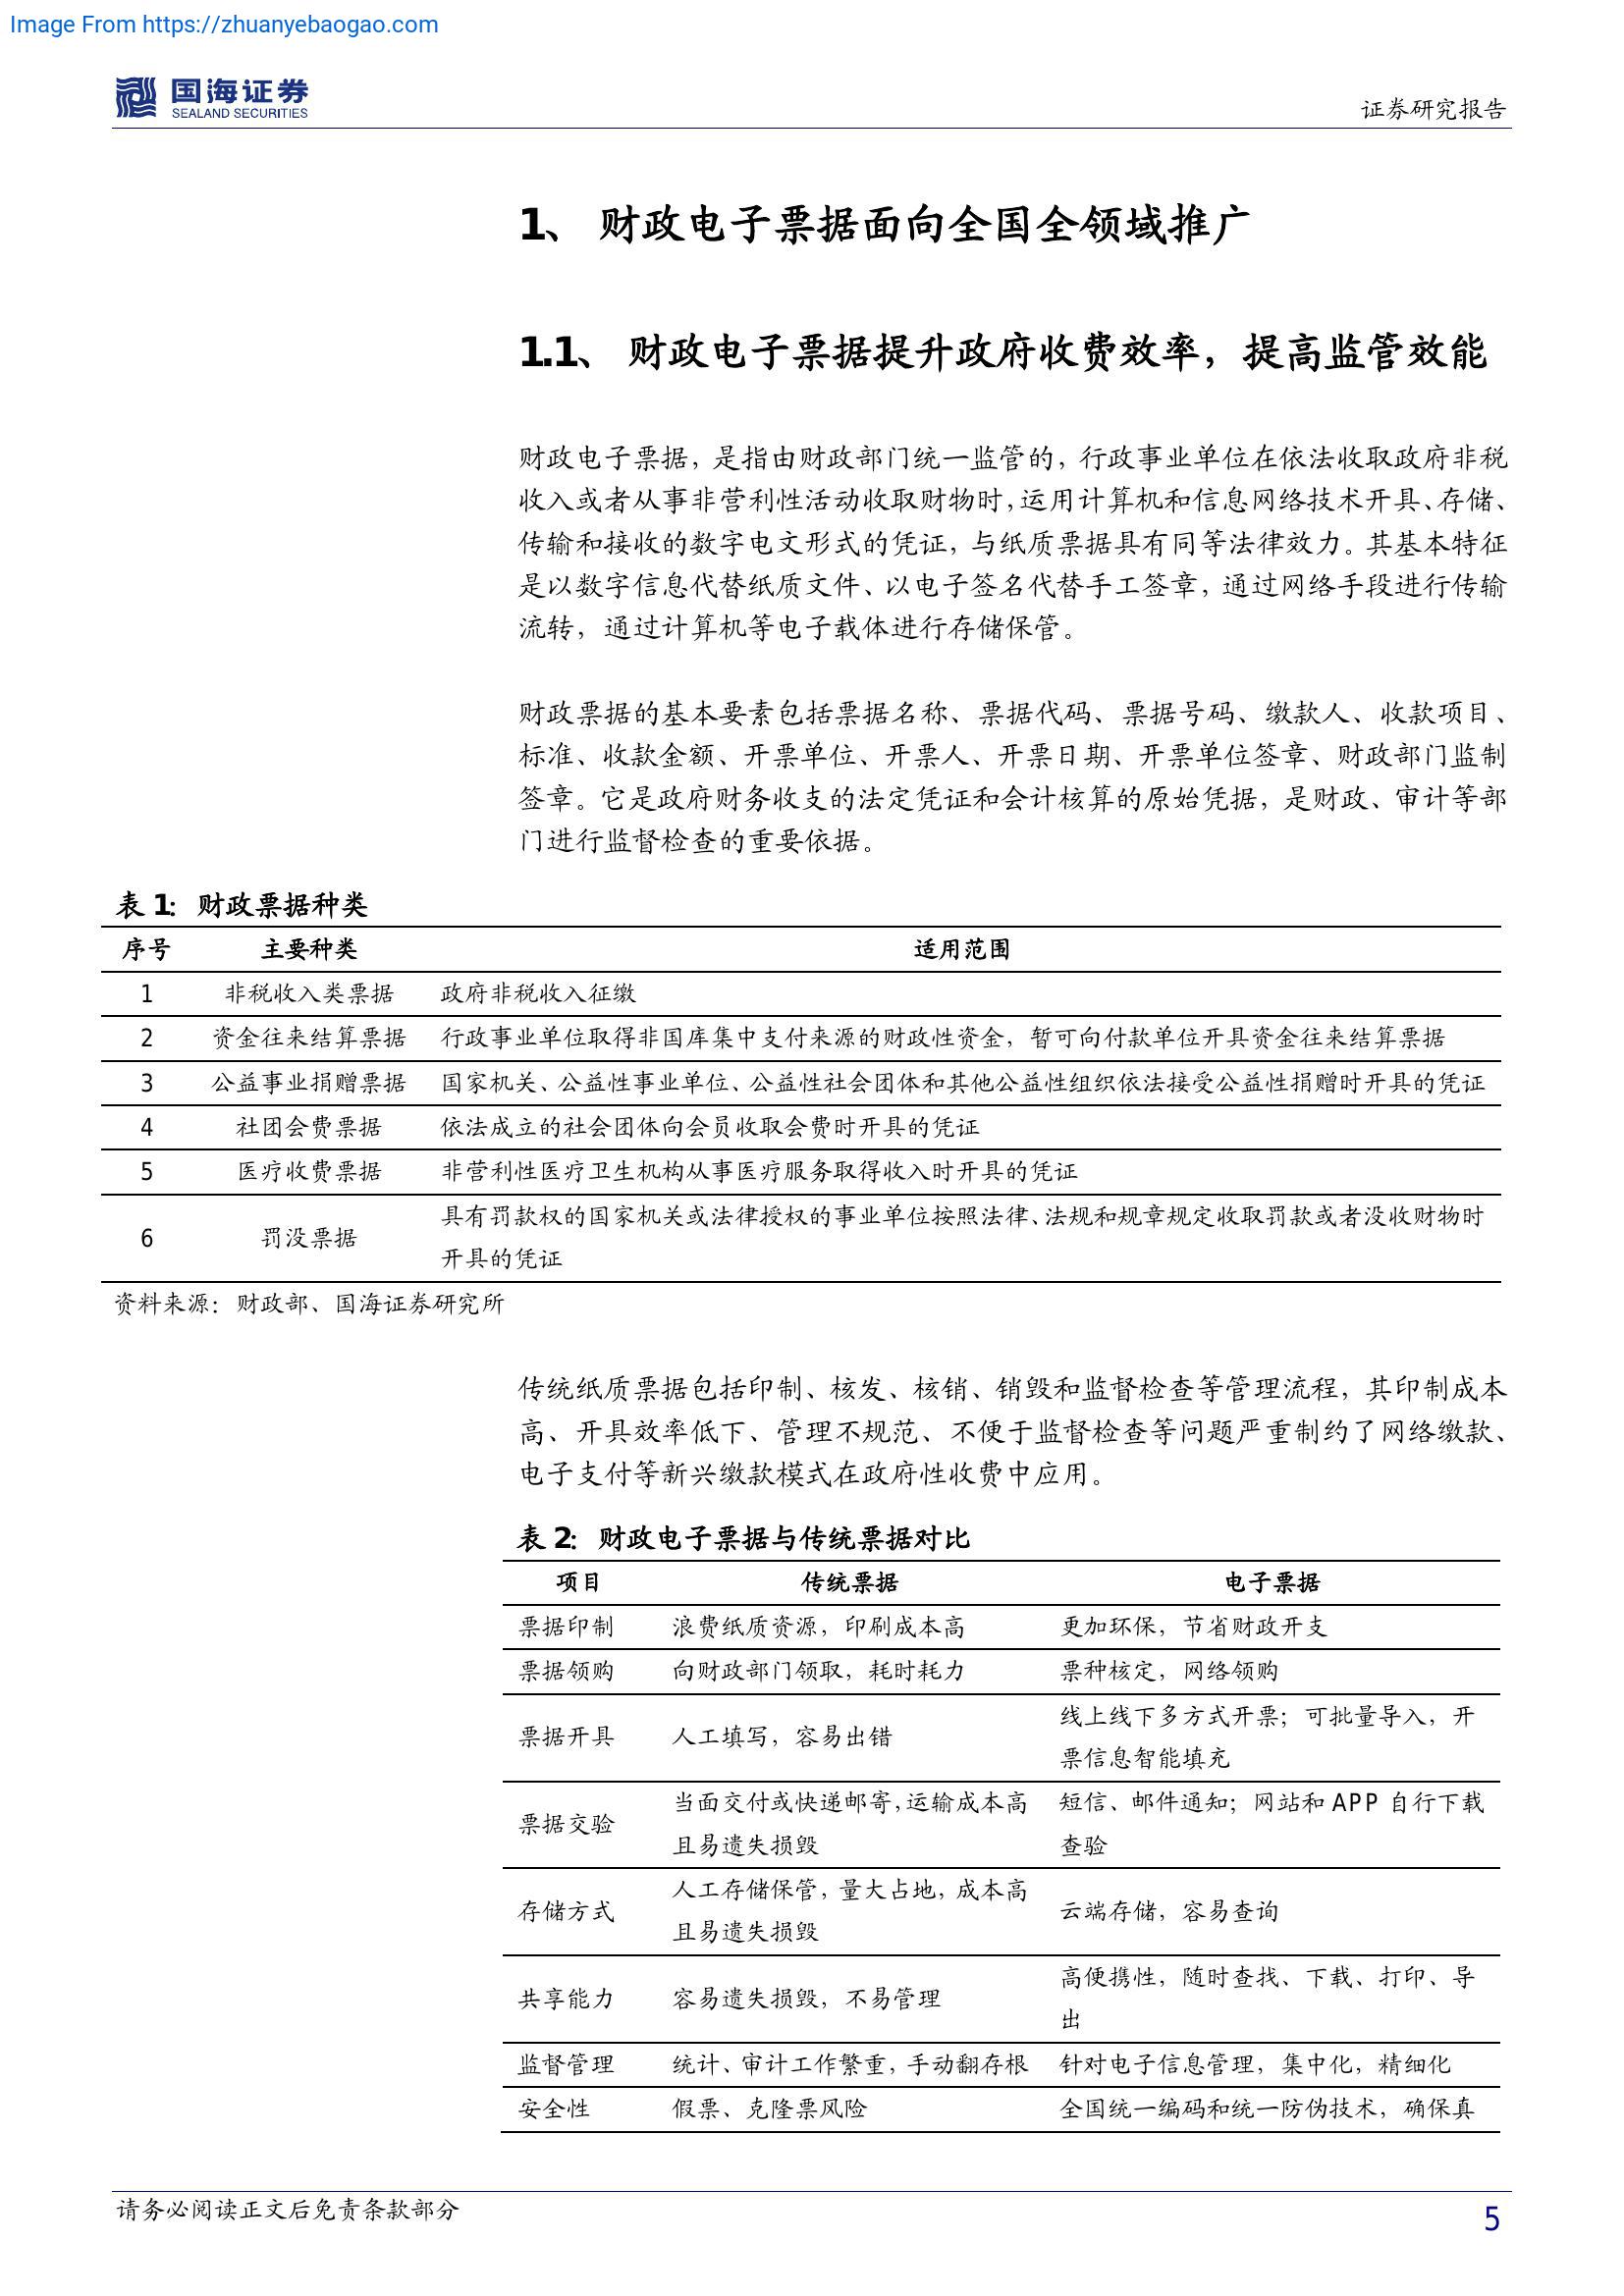 Image From https://zhuanyebaogao.com
国海证券
SEALAND SECURITIES
证券研究报告
1、 财政电子票据面向全国全领域推广
1.1、 财政电子票据提升政府收费效率，提高监管效能
财政电子票据，是指由财政部门统一监管的，行政事业单位在依法收取政府非税
收入或者从事非营利性活动收取财物时，运用计算机和信息网络技术开具、存储、
传输和接收的数字电文形式的凭证，与纸质票据具有同等法律效力。其基本特征
是以数字信息代替纸质文件、以电子签名代替手工签章，通过网络手段进行传输
流转，通过计算机等电子载体进行存储保管。
财政票据的基本要素包括票据名称、票据代码、票据号码、缴款人、收款项目、
标准、收款金额、开票单位、开票人、开票日期、开票单位签章、财政部门监制
签章。它是政府财务收支的法定凭证和会计核算的原始凭据，是财政、审计等部
门进行监督检查的重要依据。
表 1：财政票据种类
序号 主要种类 适用范围
1 非税收入类票据 政府非税收入征缴
2 资金往来结算票据 行政事业单位取得非国库集中支付来源的财政性资金，暂可向付款单位开具资金往来结算票据
3 公益事业捐赠票据 国家机关、公益性事业单位、公益性社会团体和其他公益性组织依法接受公益性捐赠时开具的凭证
4 社团会费票据 依法成立的社会团体向会员收取会费时开具的凭证
5 医疗收费票据 非营利性医疗卫生机构从事医疗服务取得收入时开具的凭证
6 罚没票据 具有罚款权的国家机关或法律授权的事业单位按照法律、法规和规章规定收取罚款或者没收财物时
开具的凭证
资料来源：财政部、国海证券研究所
传统纸质票据包括印制、核发、核销、销毁和监督检查等管理流程，其印制成本
高、开具效率低下、管理不规范、不便于监督检查等问题严重制约了网络缴款、
电子支付等新兴缴款模式在政府性收费中应用。
表 2：财政电子票据与传统票据对比
项目 传统票据 电子票据
票据印制 浪费纸质资源，印刷成本高 更加环保，节省财政开支
票据领购 向财政部门领取，耗时耗力 票种核定，网络领购
票据开具 人工填写，容易出错 线上线下多方式开票；可批量导入，开
票信息智能填充
票据交验 当面交付或快递邮寄，运输成本高 短信、邮件通知；网站和 APP 自行下载
且易遗失损毁 查验
存储方式 人工存储保管，量大占地，成本高 云端存储，容易查询
且易遗失损毁
共享能力 容易遗失损毁，不易管理 高便携性，随时查找、下载、打印、导
出
监督管理 统计、审计工作繁重，手动翻存根 针对电子信息管理，集中化，精细化
安全性 假票、克隆票风险 全国统一编码和统一防伪技术，确保真
请务必阅读正文后免责条款部分
5